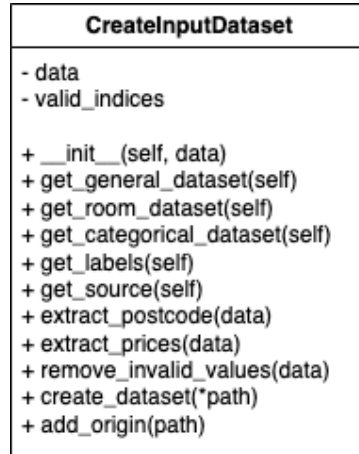 CreateInputDataset
- data
- valid_indices
+ __init__(self, data)
+ get_general_dataset(self)
+ get_room_dataset(self)
+ get_categorical_dataset(self)
+ get_labels(self)
+ get_source(self)
+ extract_postcode(data)
+ extract_prices(data)
+ remove_invalid_values(data)
+ create_dataset(*path)
+ add_origin(path)